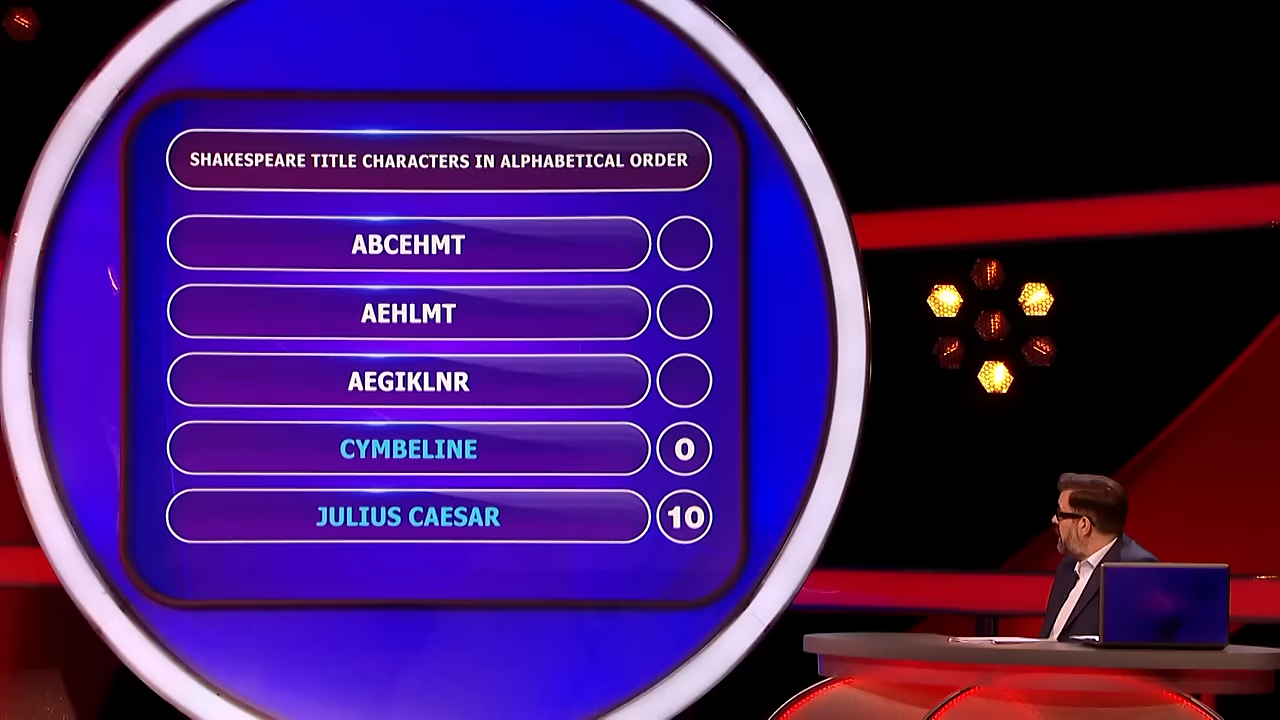 SHAKESPEARE TITLE CHARACTERS IN ALPHABETICAL ORDER
ABCEHMT
AEHLMT
AEGIKLNR
CYMBELINE 0
JULIUS CAESAR 10